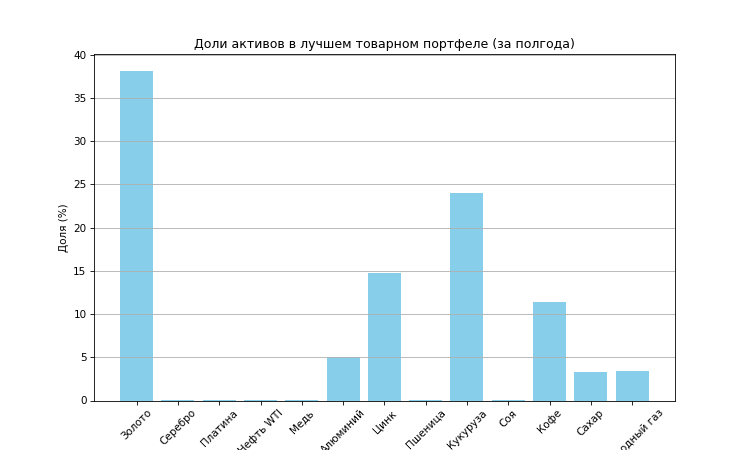 Доли активов в лучшем товарном портфеле (за полгода)
Доля (%)
40
35
30
25
20
15
10
5
0
Золото
Серебро
Платина
Нефть WTI
Медь
Алюминий
Цинк
Пшеница
Кукуруза
Соя
Кофе
Сахар
газ